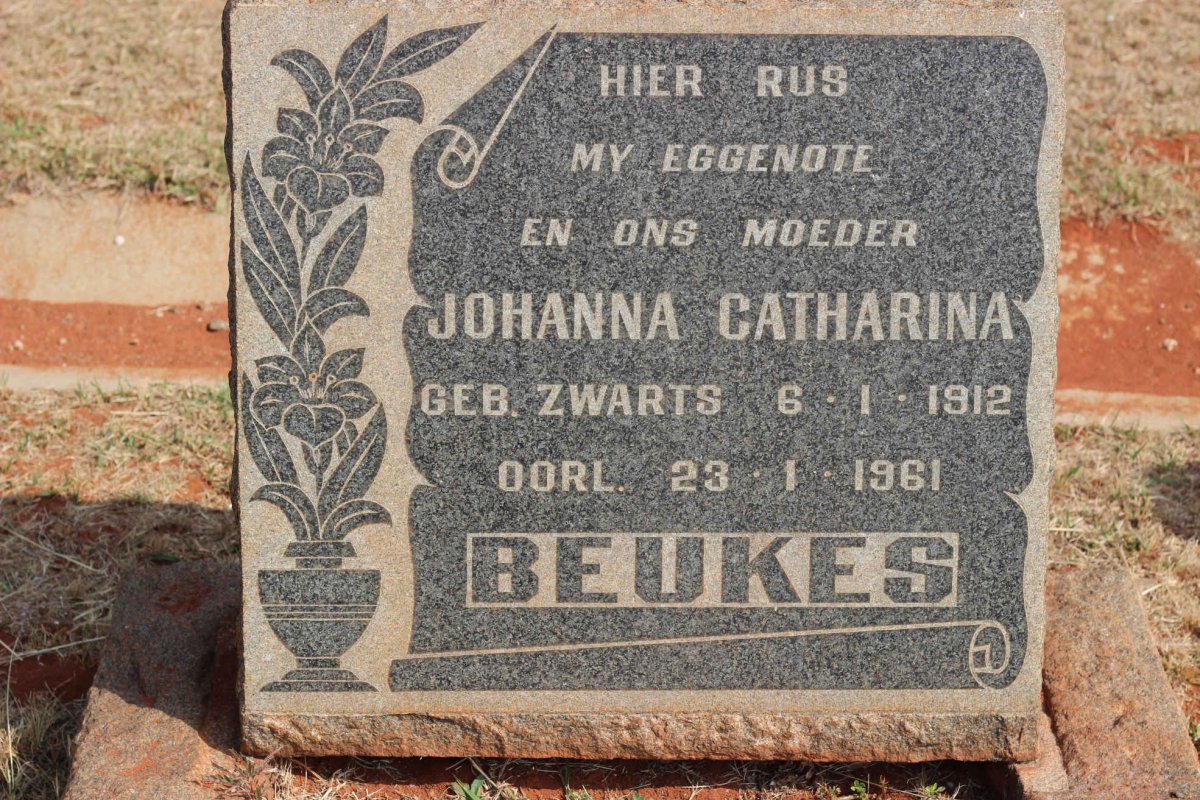 HIER RUS
MY EGGENOTE
EN ONS MOEDER
JOHANNA CATHARINA
GEB. ZWARTS 6·1·1912
OORL. 23·1·1961
BEUKES